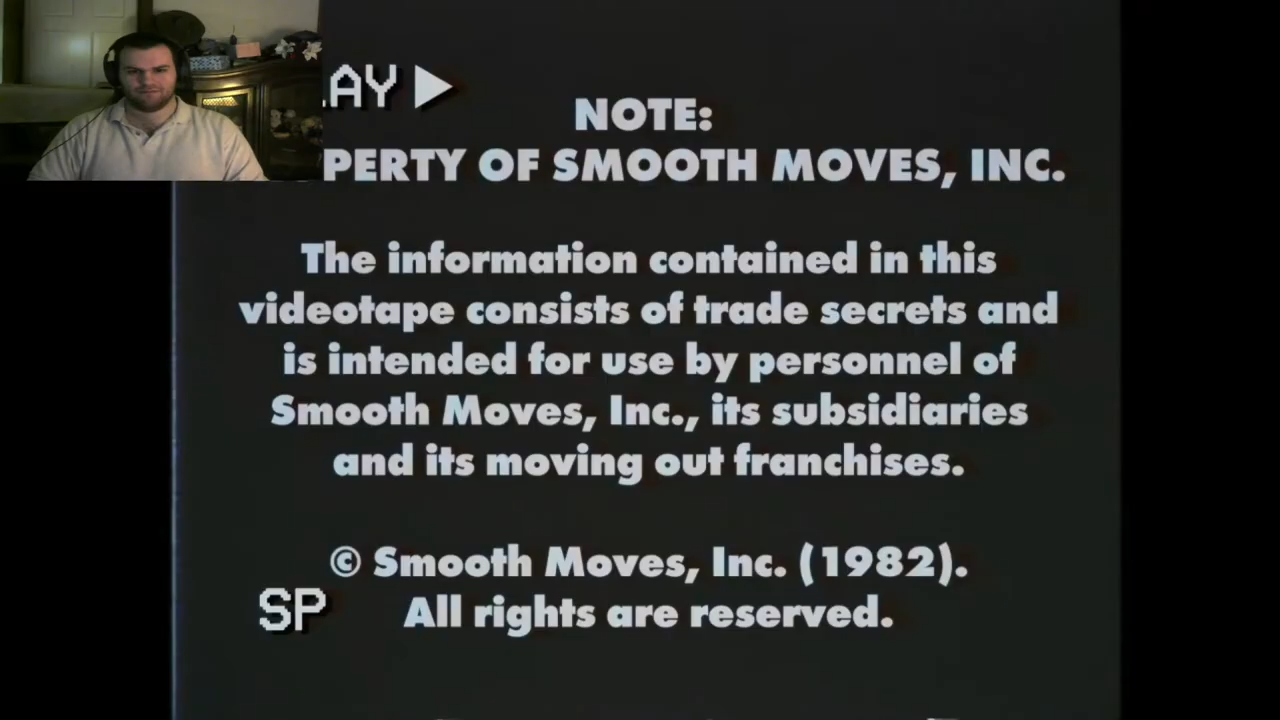 AY
NOTE:
PERTY OF SMOOTH MOVES, INC.
The information contained in this
videotape consists of trade secrets and
is intended for use by personnel of
Smooth Moves, Inc., its subsidiaries
and its moving out franchises.
© Smooth Moves, Inc. (1982).
SP
All rights are reserved.